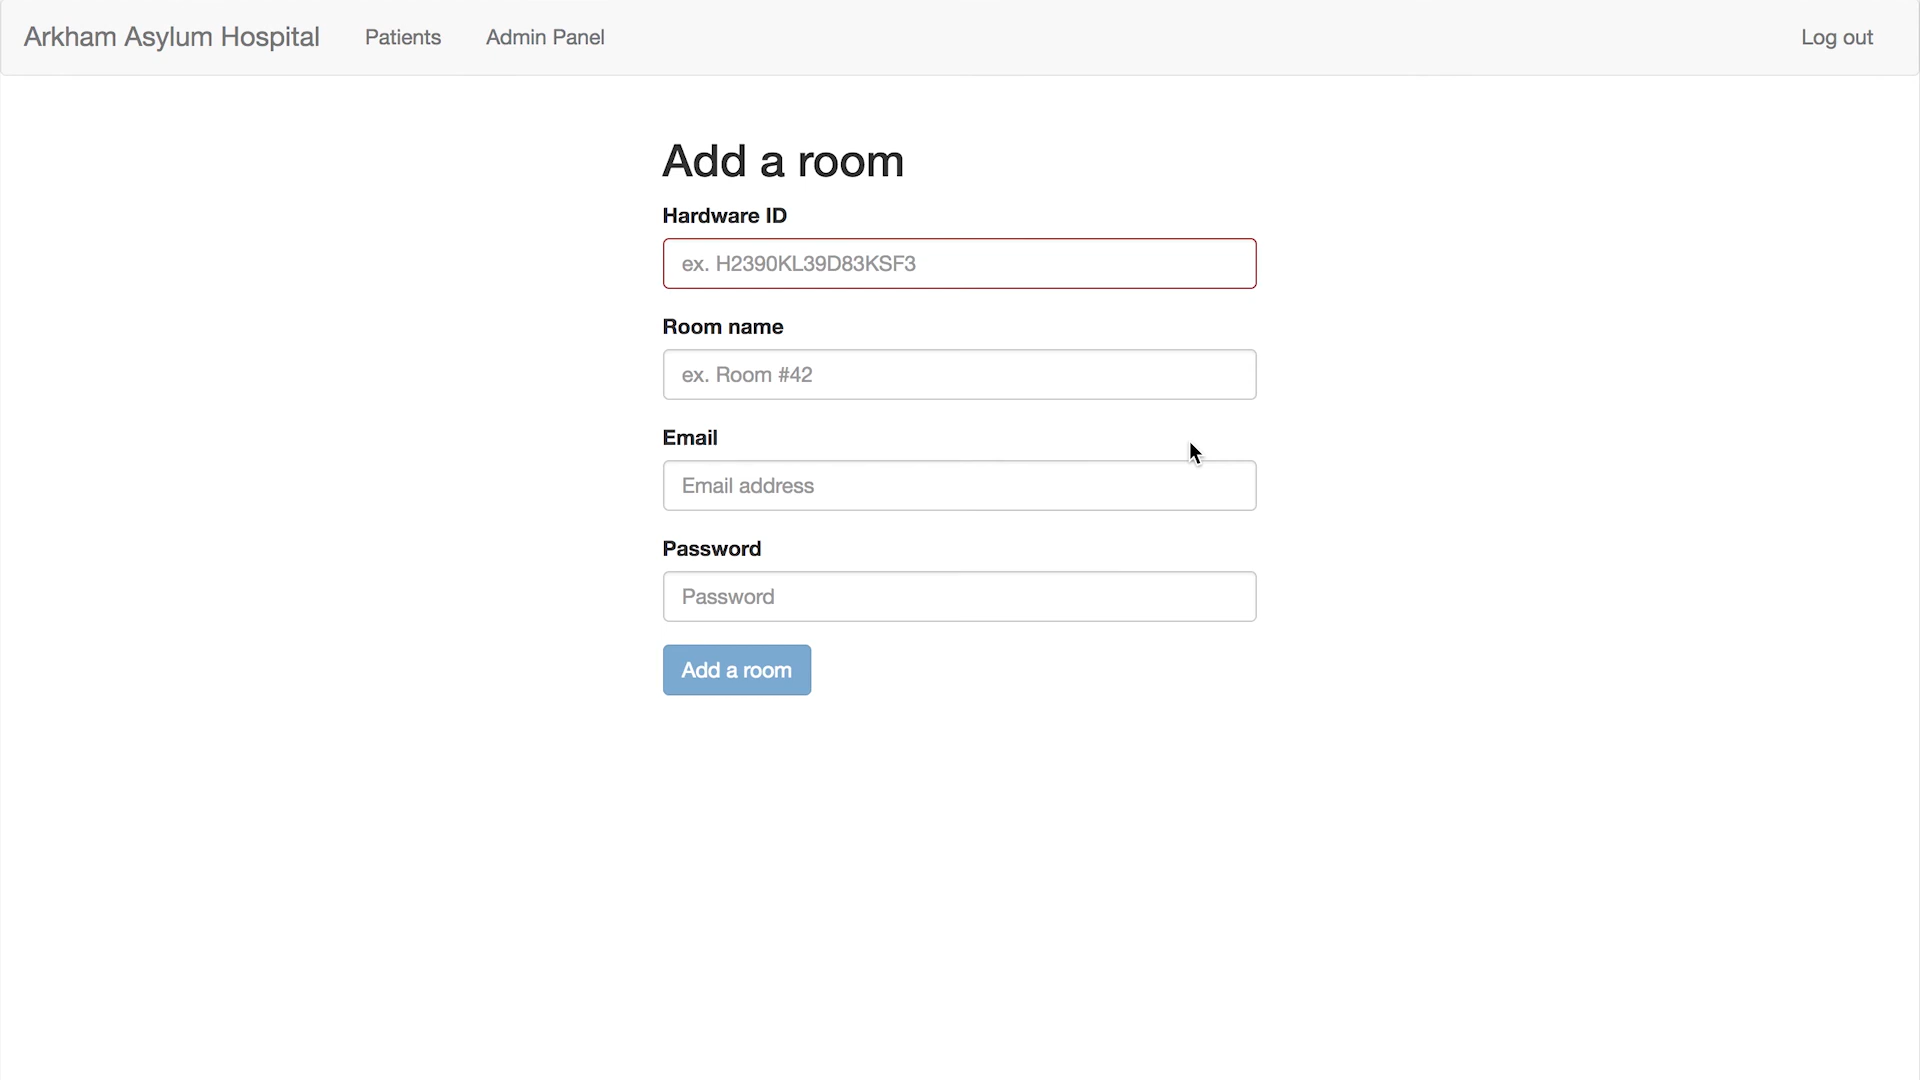 Arkham Asylum Hospital Patients Admin Panel Log out
Add a room
Hardware ID
ex. H2390KL39D83KSF3
Room name
ex. Room #42
Email
Email address
Password
Password
Add a room